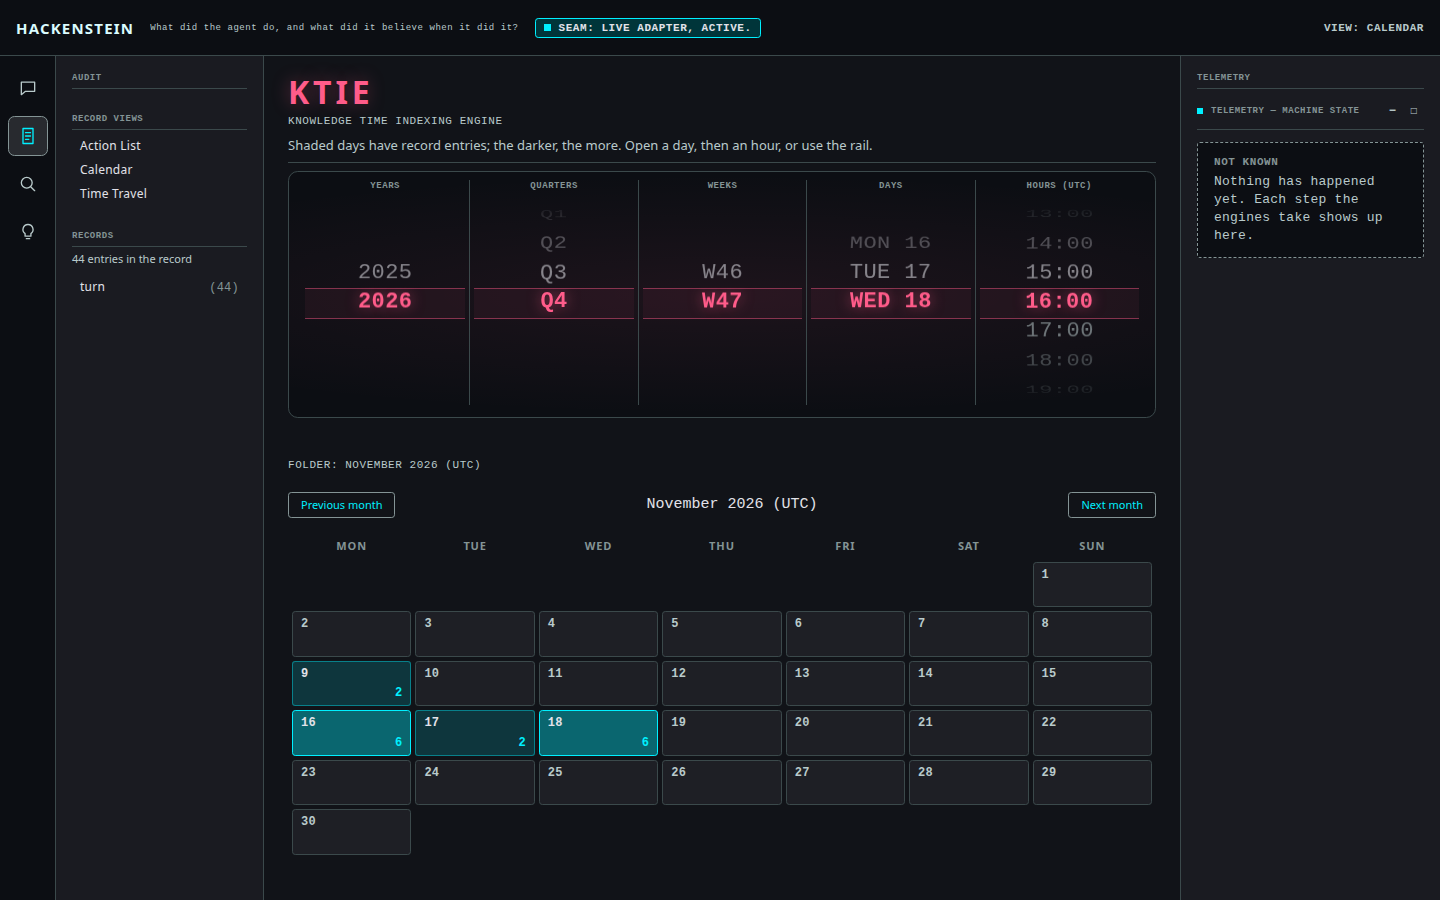 HACKENSTEIN
What did the agent do, and what did it believe when it did it?
SEAM: LIVE ADAPTER, ACTIVE.
VIEW: CALENDAR
AUDIT
RECORD VIEWS
Action List
Calendar
Time Travel
RECORDS
44 entries in the record
turn (44)
KTIE
KNOWLEDGE TIME INDEXING ENGINE
Shaded days have record entries; the darker, the more. Open a day, then an hour, or use the rail.
YEARS QUARTERS WEEKS DAYS HOURS (UTC)
Q1 13:00
Q2 MON 16 14:00
2025 Q3 W46 TUE 17 15:00
2026 Q4 W47 WED 18 16:00
17:00
18:00
19:00
FOLDER: NOVEMBER 2026 (UTC)
Previous month November 2026 (UTC) Next month
MON TUE WED THU FRI SAT SUN
1
2 3 4 5 6 7 8
9 10 11 12 13 14 15
2
16 17 18 19 20 21 22
6 2 6
23 24 25 26 27 28 29
30
TELEMETRY
TELEMETRY — MACHINE STATE
NOT KNOWN
Nothing has happened
yet. Each step the
engines take shows up
here.